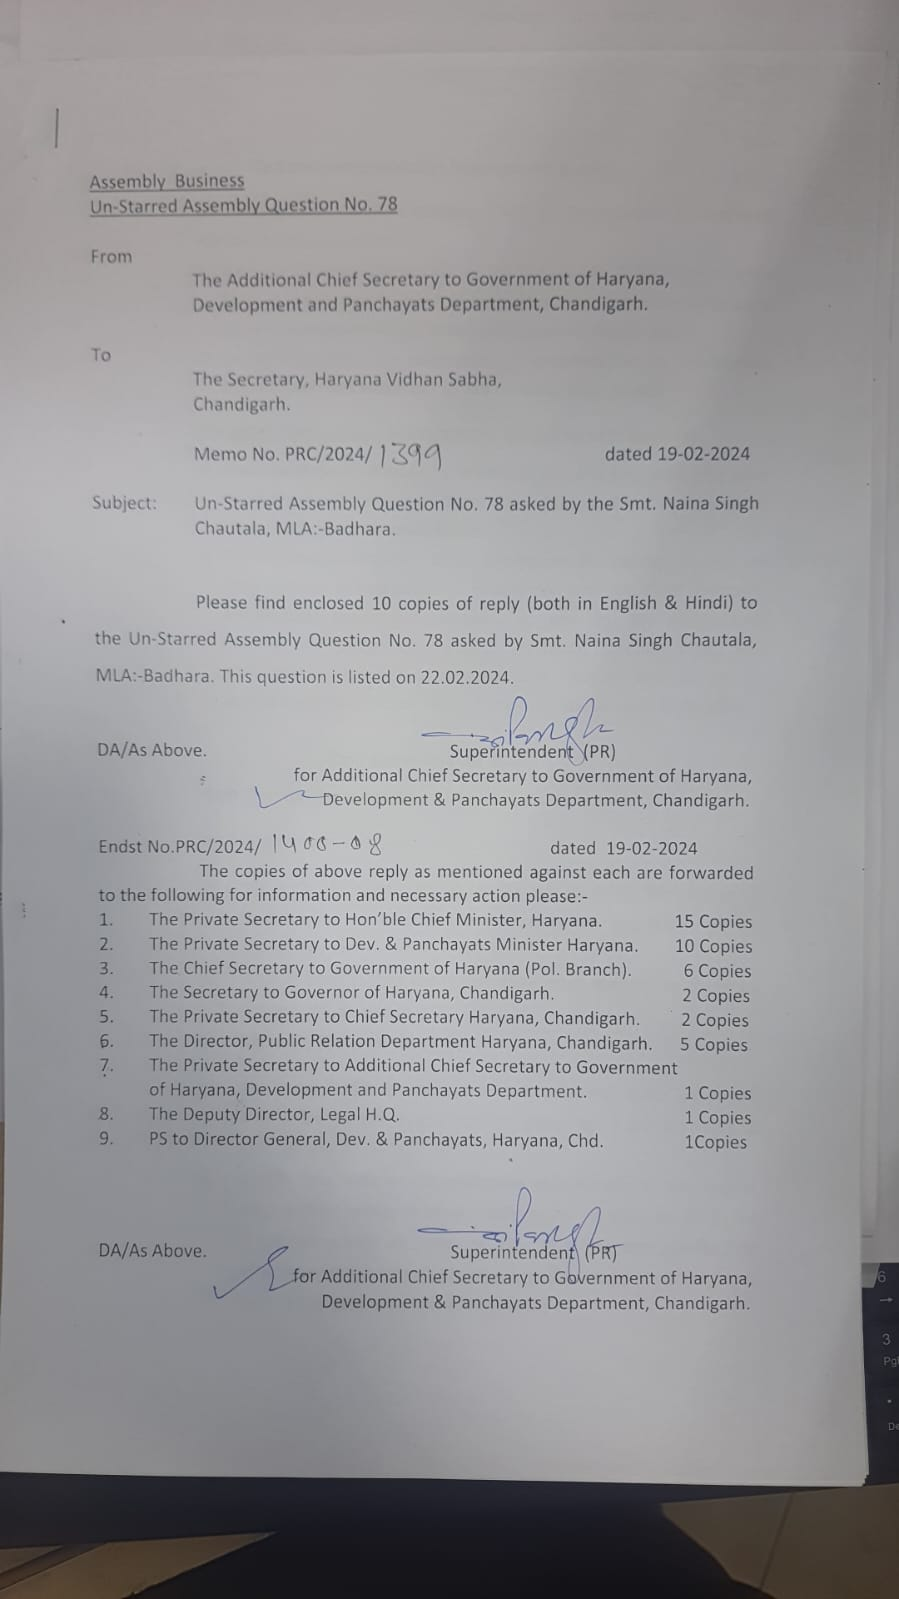 Assembly Business
Un-Starred Assembly Question No. 78
From
The Additional Chief Secretary to Government of Haryana,
Development and Panchayats Department, Chandigarh.
To
The Secretary, Haryana Vidhan Sabha,
Chandigarh.
Memo No. PRC/2024/ 1399 dated 19-02-2024
Subject: Un-Starred Assembly Question No. 78 asked by the Smt. Naina Singh
Chautala, MLA:-Badhara.
Please find enclosed 10 copies of reply (both in English & Hindi) to
the Un-Starred Assembly Question No. 78 asked by Smt. Naina Singh Chautala,
MLA:-Badhara. This question is listed on 22.02.2024.
DA/As Above. Superintendent (PR)
for Additional Chief Secretary to Government of Haryana,
Development & Panchayats Department, Chandigarh.
Endst No.PRC/2024/ 1400-08 dated 19-02-2024
The copies of above reply as mentioned against each are forwarded
to the following for information and necessary action please:-
1. The Private Secretary to Hon'ble Chief Minister, Haryana. 15 Copies
2. The Private Secretary to Dev. & Panchayats Minister Haryana. 10 Copies
3. The Chief Secretary to Government of Haryana (Pol. Branch). 6 Copies
4. The Secretary to Governor of Haryana, Chandigarh. 2 Copies
5. The Private Secretary to Chief Secretary Haryana, Chandigarh. 2 Copies
6. The Director, Public Relation Department Haryana, Chandigarh. 5 Copies
7. The Private Secretary to Additional Chief Secretary to Government
of Haryana, Development and Panchayats Department. 1 Copies
8. The Deputy Director, Legal H.Q. 1 Copies
9. PS to Director General, Dev. & Panchayats, Haryana, Chd. 1Copies
DA/As Above. Superintendent (PR)
for Additional Chief Secretary to Government of Haryana,
Development & Panchayats Department, Chandigarh.
6
→
3